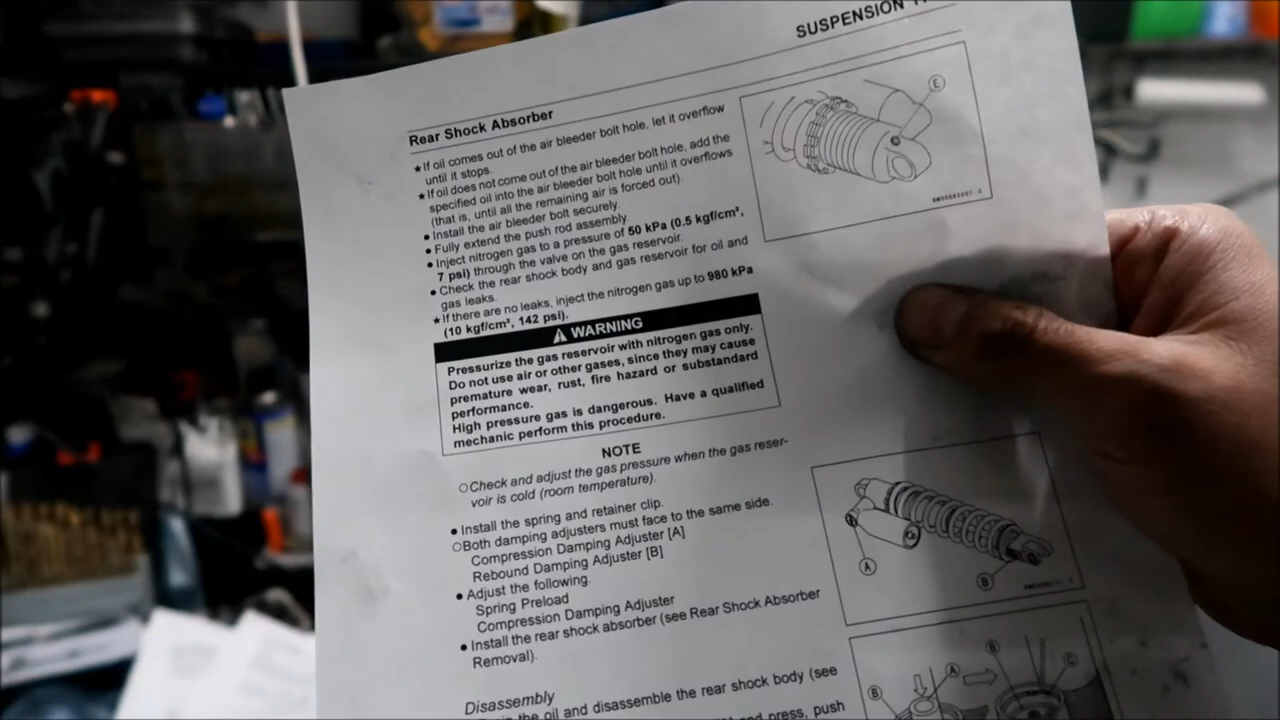 SUSPENSION
Rear Shock Absorber
★If oil comes out of the air bleeder bolt hole, let it overflow
until it stops.
★If oil does not come out of the air bleeder bolt hole, add the
specified oil into the air bleeder bolt hole until it overflows
(that is, until all the remaining air is forced out).
● Install the air bleeder bolt securely.
● Fully extend the push rod assembly.
● Inject nitrogen gas to a pressure of 50 kPa (0.5 kgf/cm²,
7 psi) through the valve on the gas reservoir.
● Check the rear shock body and gas reservoir for oil and
gas leaks.
★If there are no leaks, inject the nitrogen gas up to 980 kPa
(10 kgf/cm², 142 psi).
E
⚠ WARNING
Pressurize the gas reservoir with nitrogen gas only.
Do not use air or other gases, since they may cause
premature wear, rust, fire hazard or substandard
performance.
High pressure gas is dangerous. Have a qualified
mechanic perform this procedure.
NOTE
○Check and adjust the gas pressure when the gas reser-
voir is cold (room temperature).
● Install the spring and retainer clip.
○Both damping adjusters must face to the same side.
Compression Damping Adjuster [A]
Rebound Damping Adjuster [B]
● Adjust the following.
Spring Preload
Compression Damping Adjuster
● Install the rear shock absorber (see Rear Shock Absorber
Removal).
A
B
Disassembly
the oil and disassemble the rear shock body (see
and press, push
B
A
B
C